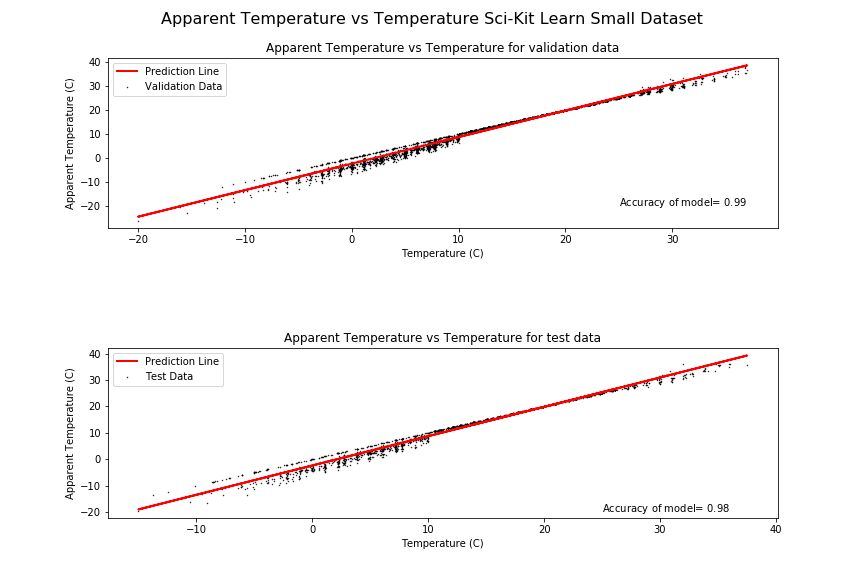 Apparent Temperature vs Temperature Sci-Kit Learn Small Dataset
Apparent Temperature vs Temperature for validation data
Prediction Line
Validation Data
Apparent Temperature (C)
40
30
20
10
0
−10
−20
Accuracy of model= 0.99
−20 −10 0 10 20 30
Temperature (C)
Apparent Temperature vs Temperature for test data
Prediction Line
Test Data
Apparent Temperature (C)
40
30
20
10
0
−10
−20
Accuracy of model= 0.98
−10 0 10 20 30 40
Temperature (C)